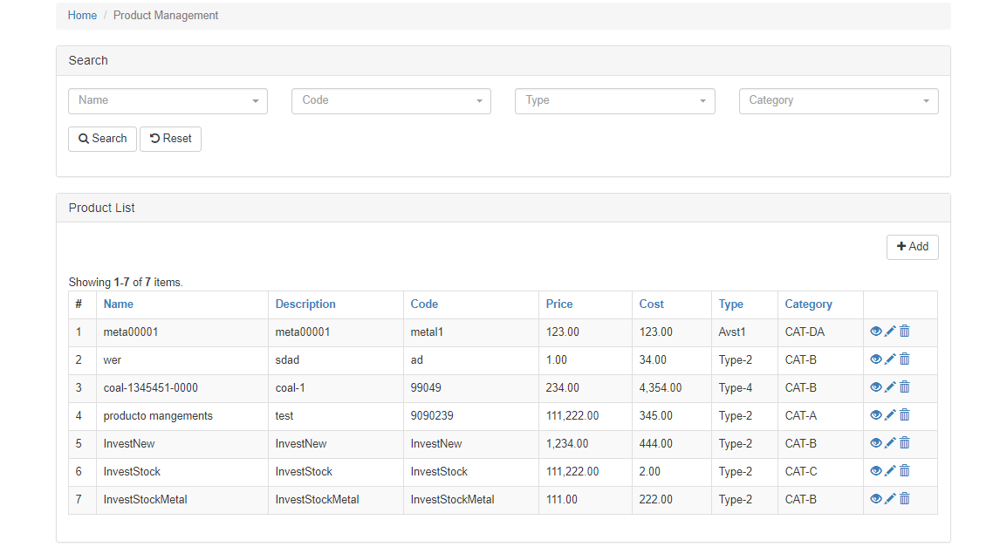 Home / Product Management
Search
Name Code Type Category
Search Reset
Product List
Add
Showing 1-7 of 7 items.
# Name Description Code Price Cost Type Category
1 meta00001 meta00001 metal1 123.00 123.00 Avst1 CAT-DA
2 wer sdad ad 1.00 34.00 Type-2 CAT-B
3 coal-1345451-0000 coal-1 99049 234.00 4,354.00 Type-4 CAT-B
4 producto mangements test 9090239 111,222.00 345.00 Type-2 CAT-A
5 InvestNew InvestNew InvestNew 1,234.00 444.00 Type-2 CAT-B
6 InvestStock InvestStock InvestStock 111,222.00 2.00 Type-2 CAT-C
7 InvestStockMetal InvestStockMetal InvestStockMetal 111.00 222.00 Type-2 CAT-B